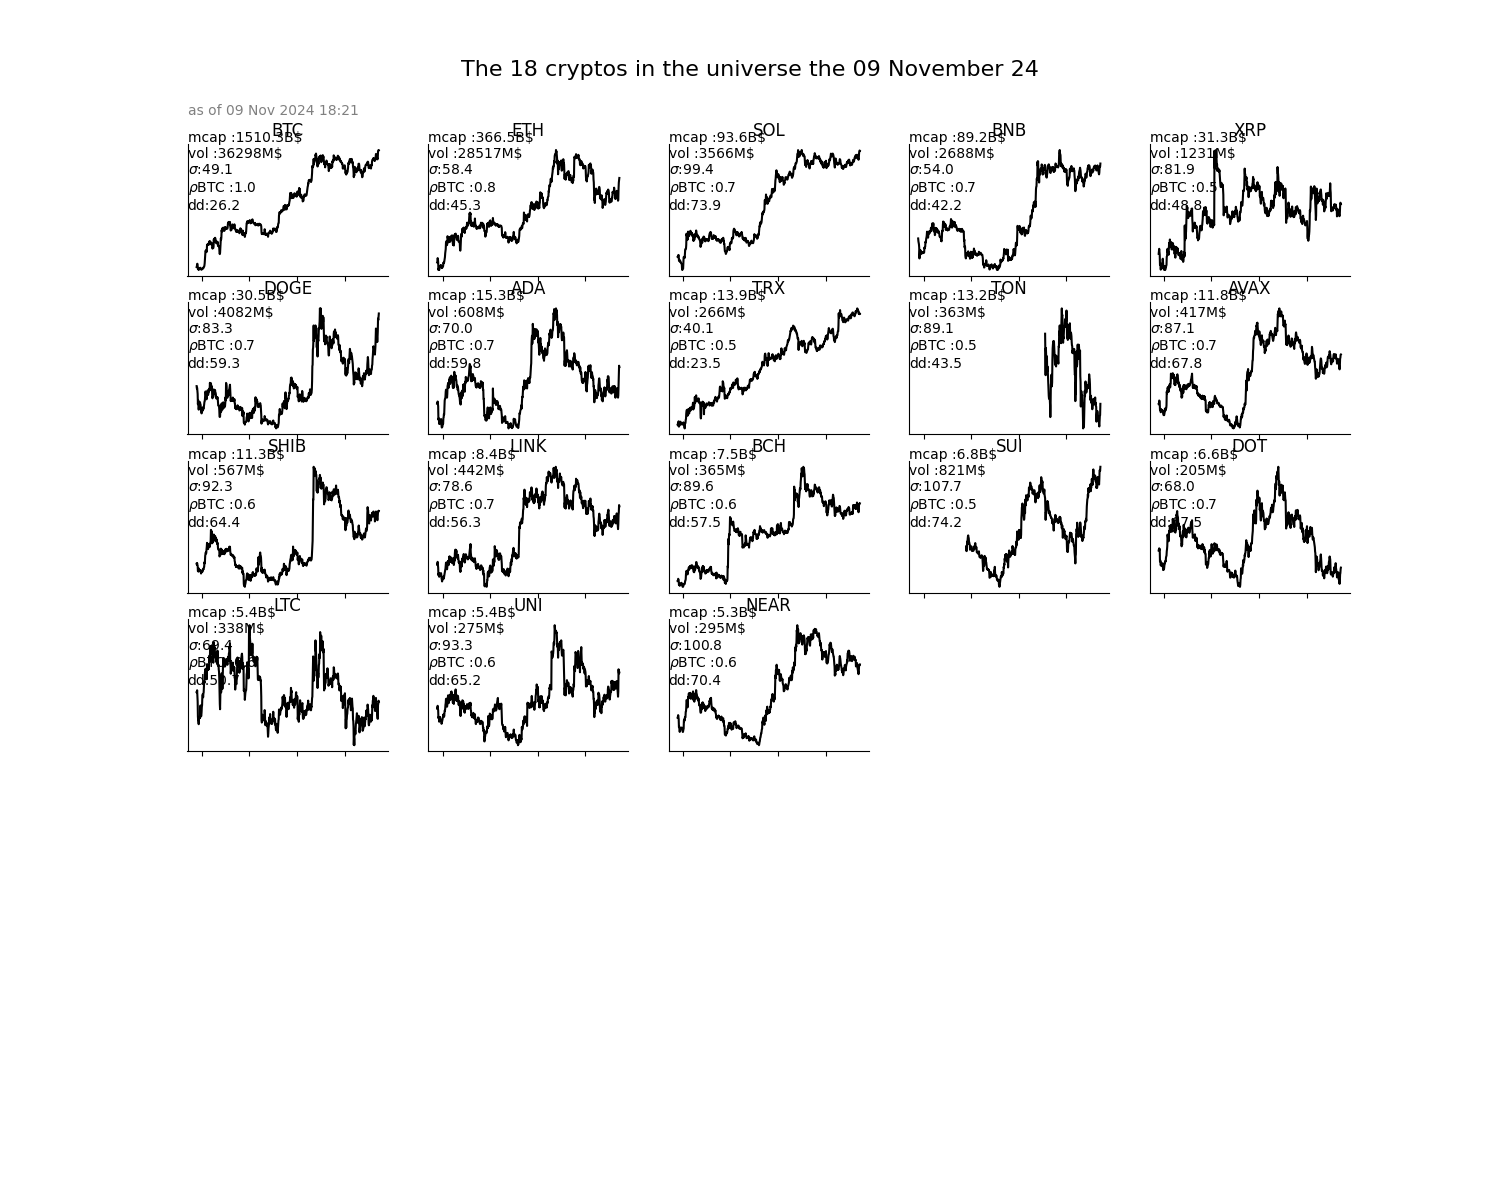 The 18 cryptos in the universe the 09 November 24
as of 09 Nov 2024 18:21
BTC
mcap :1510.3B$
vol :36298M$
σ:49.1
ρBTC :1.0
dd:26.2
ETH
mcap :366.5B$
vol :28517M$
σ:58.4
ρBTC :0.8
dd:45.3
SOL
mcap :93.6B$
vol :3566M$
σ:99.4
ρBTC :0.7
dd:73.9
BNB
mcap :89.2B$
vol :2688M$
σ:54.0
ρBTC :0.7
dd:42.2
XRP
mcap :31.3B$
vol :1231M$
σ:81.9
ρBTC :0.5
dd:48.8
DOGE
mcap :30.5B$
vol :4082M$
σ:83.3
ρBTC :0.7
dd:59.3
ADA
mcap :15.3B$
vol :608M$
σ:70.0
ρBTC :0.7
dd:59.8
TRX
mcap :13.9B$
vol :266M$
σ:40.1
ρBTC :0.5
dd:23.5
TON
mcap :13.2B$
vol :363M$
σ:89.1
ρBTC :0.5
dd:43.5
AVAX
mcap :11.8B$
vol :417M$
σ:87.1
ρBTC :0.7
dd:67.8
SHIB
mcap :11.3B$
vol :567M$
σ:92.3
ρBTC :0.6
dd:64.4
LINK
mcap :8.4B$
vol :442M$
σ:78.6
ρBTC :0.7
dd:56.3
BCH
mcap :7.5B$
vol :365M$
σ:89.6
ρBTC :0.6
dd:57.5
SUI
mcap :6.8B$
vol :821M$
σ:107.7
ρBTC :0.5
dd:74.2
DOT
mcap :6.6B$
vol :205M$
σ:68.0
ρBTC :0.7
LTC
mcap :5.4B$
vol :338M$
σ:69.4
ρBTC
UNI
mcap :5.4B$
vol :275M$
σ:93.3
ρBTC :0.6
dd:65.2
NEAR
mcap :5.3B$
vol :295M$
σ:100.8
ρBTC :0.6
dd:70.4